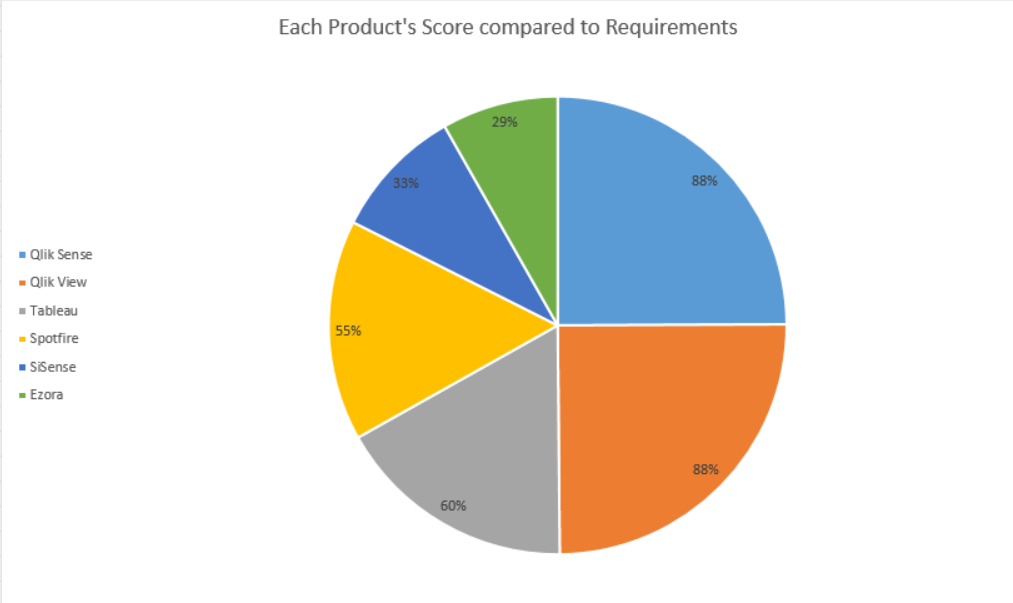 Each Product's Score compared to Requirements
29%
88%
33%
Qlik Sense
Qlik View
Tableau
Spotfire
SiSense
Ezora
55%
88%
60%